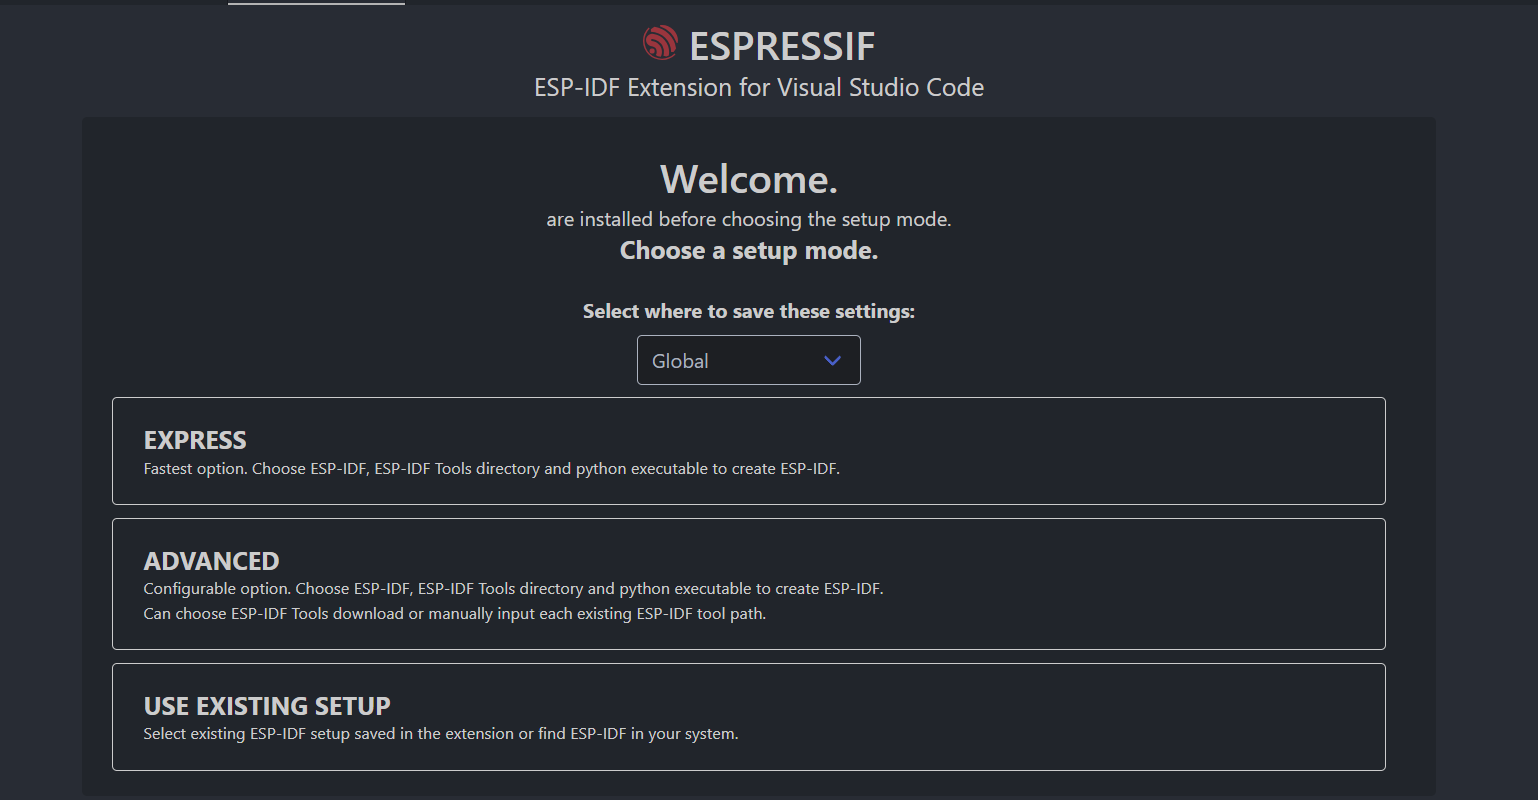 ESPRESSIF
ESP-IDF Extension for Visual Studio Code
Welcome.
are installed before choosing the setup mode.
Choose a setup mode.
Select where to save these settings:
Global
EXPRESS
Fastest option. Choose ESP-IDF, ESP-IDF Tools directory and python executable to create ESP-IDF.
ADVANCED
Configurable option. Choose ESP-IDF, ESP-IDF Tools directory and python executable to create ESP-IDF.
Can choose ESP-IDF Tools download or manually input each existing ESP-IDF tool path.
USE EXISTING SETUP
Select existing ESP-IDF setup saved in the extension or find ESP-IDF in your system.